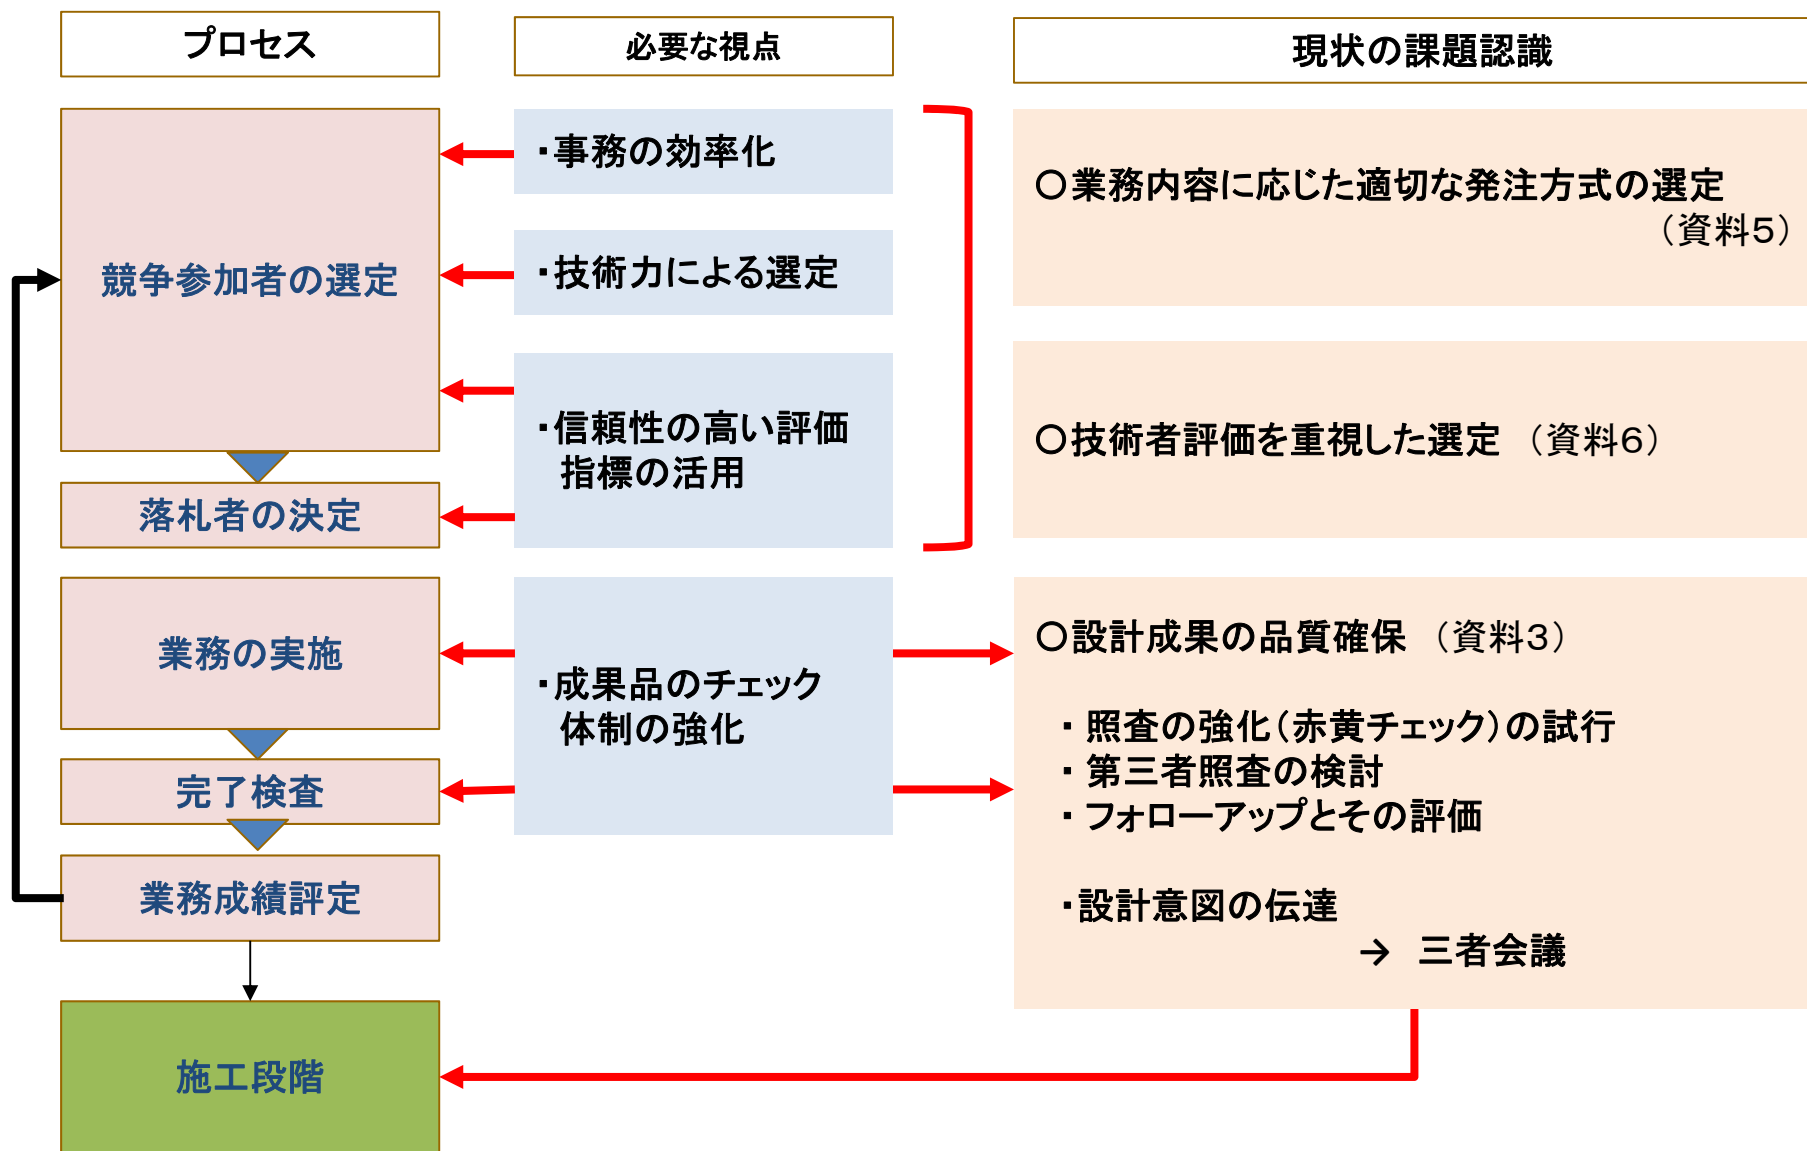 プロセス
必要な視点
現状の課題認識
競争参加者の選定
落札者の決定
業務の実施
完了検査
業務成績評定
施工段階
・事務の効率化
・技術力による選定
・信頼性の高い評価
指標の活用
・成果品のチェック
体制の強化
○業務内容に応じた適切な発注方式の選定
（資料５）
○技術者評価を重視した選定 （資料６）
○設計成果の品質確保 （資料３）
・ 照査の強化（赤黄チェック）の試行
・ 第三者照査の検討
・ フォローアップとその評価
・設計意図の伝達
→ 三者会議